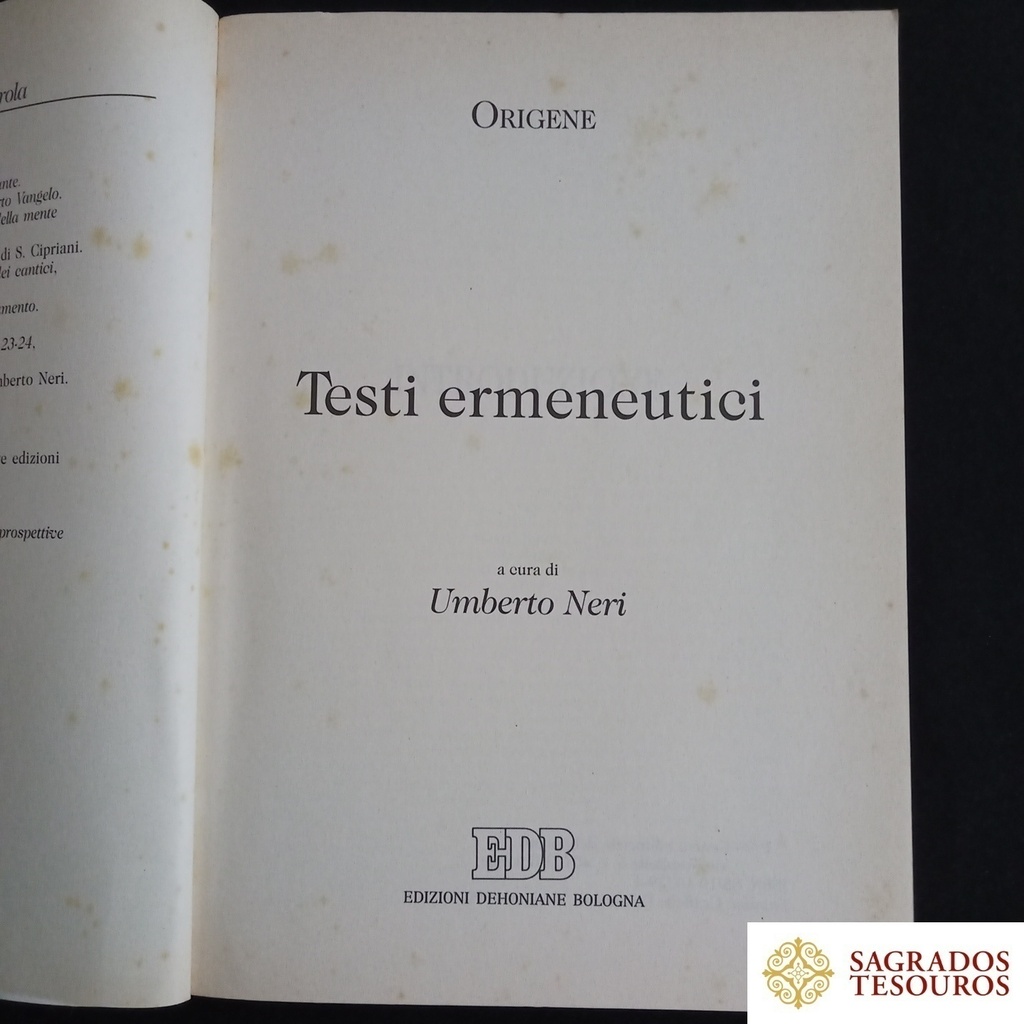 rola
nte.
to Vangelo.
ella mente
di S. Cipriani.
ei cantici,
mento.
23-24,
berto Neri.
e edizioni
prospettive
ORIGENE
Testi ermeneutici
a cura di
Umberto Neri
EDB
EDIZIONI DEHONIANE BOLOGNA
SAGRADOS
TESOUROS